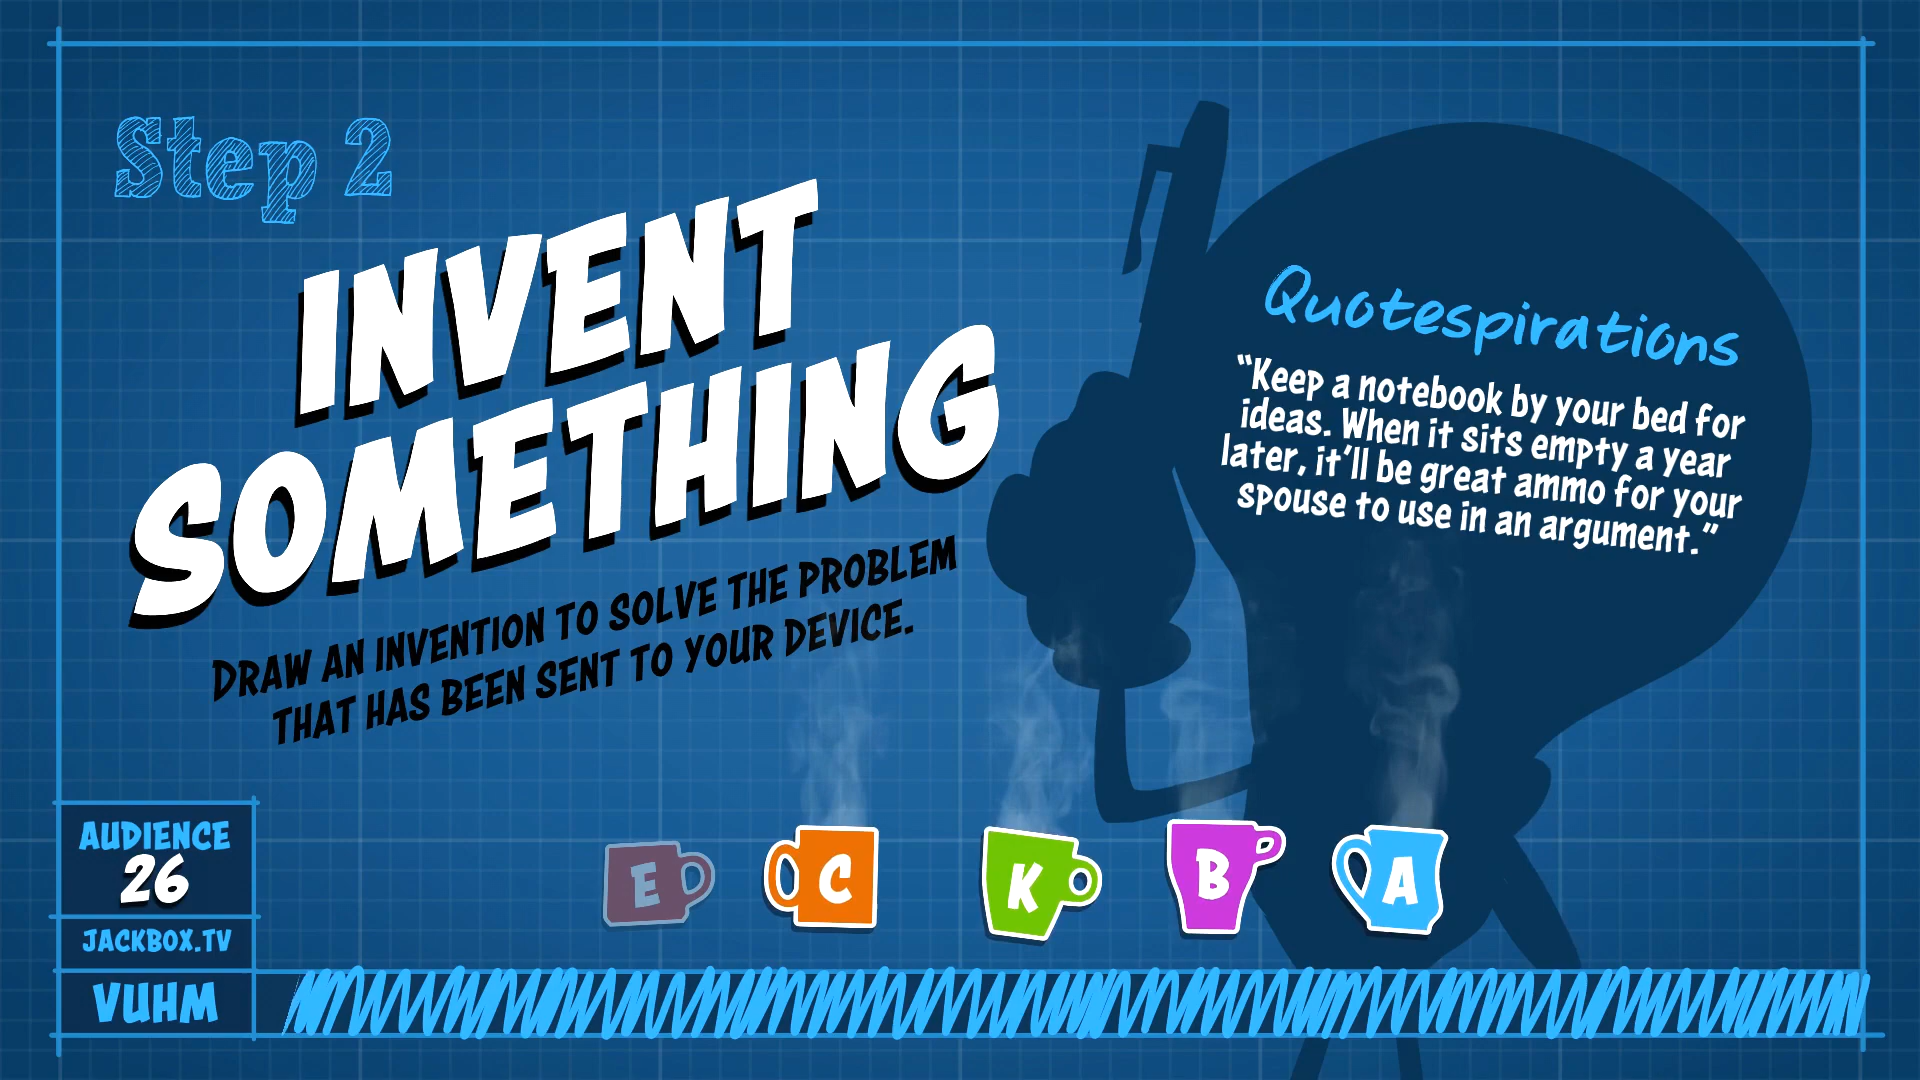 Step 2
INVENT
SOMETHING
DRAW AN INVENTION TO SOLVE THE PROBLEM
THAT HAS BEEN SENT TO YOUR DEVICE.
Quotespirations
“Keep a notebook by your bed for
ideas. When it sits empty a year
later, it’ll be great ammo for your
spouse to use in an argument.”
E
C
K
B
A
AUDIENCE
26
JACKBOX.TV
VUHM